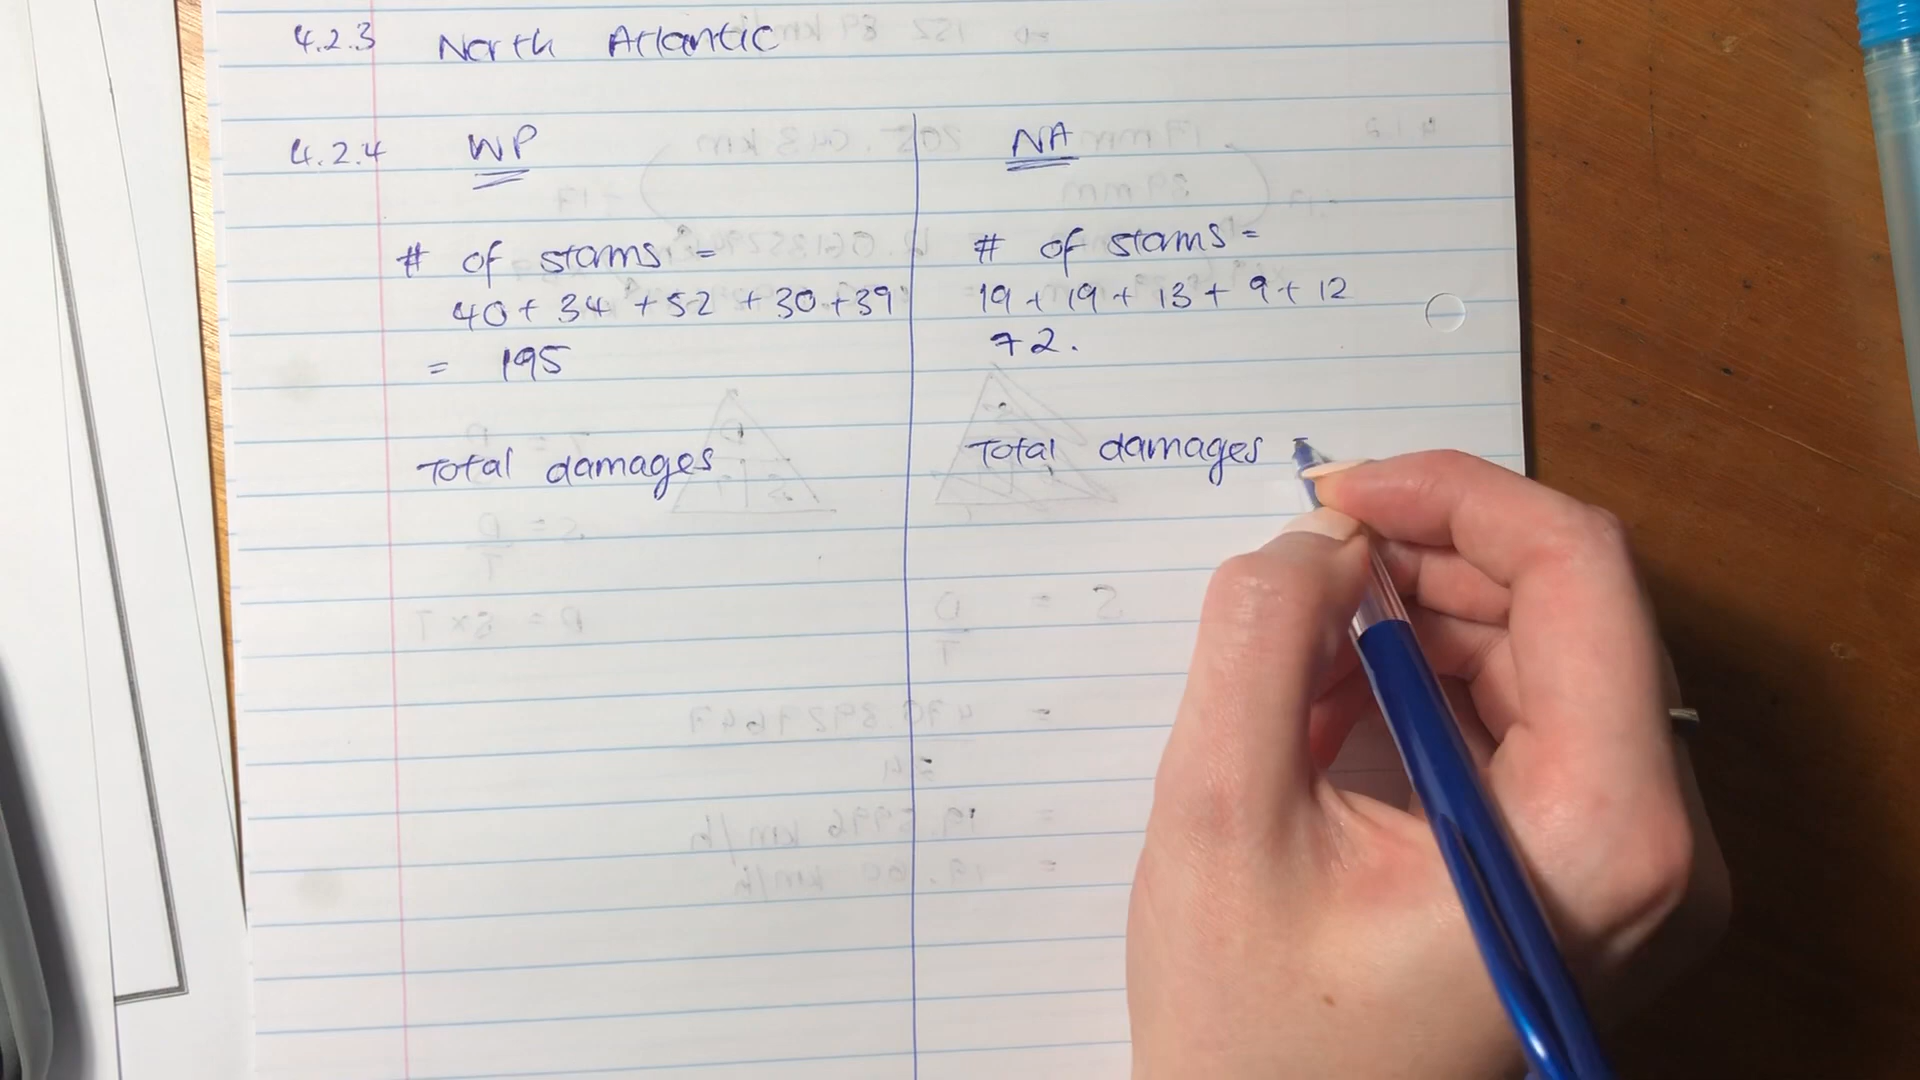 4.2.3 North Atlantic
4.2.4 WP
# of storms =
40 + 34 + 52 + 30 + 39
= 195
Total damages
NA
# of storms =
19 + 19 + 13 + 9 + 12
72.
Total damages